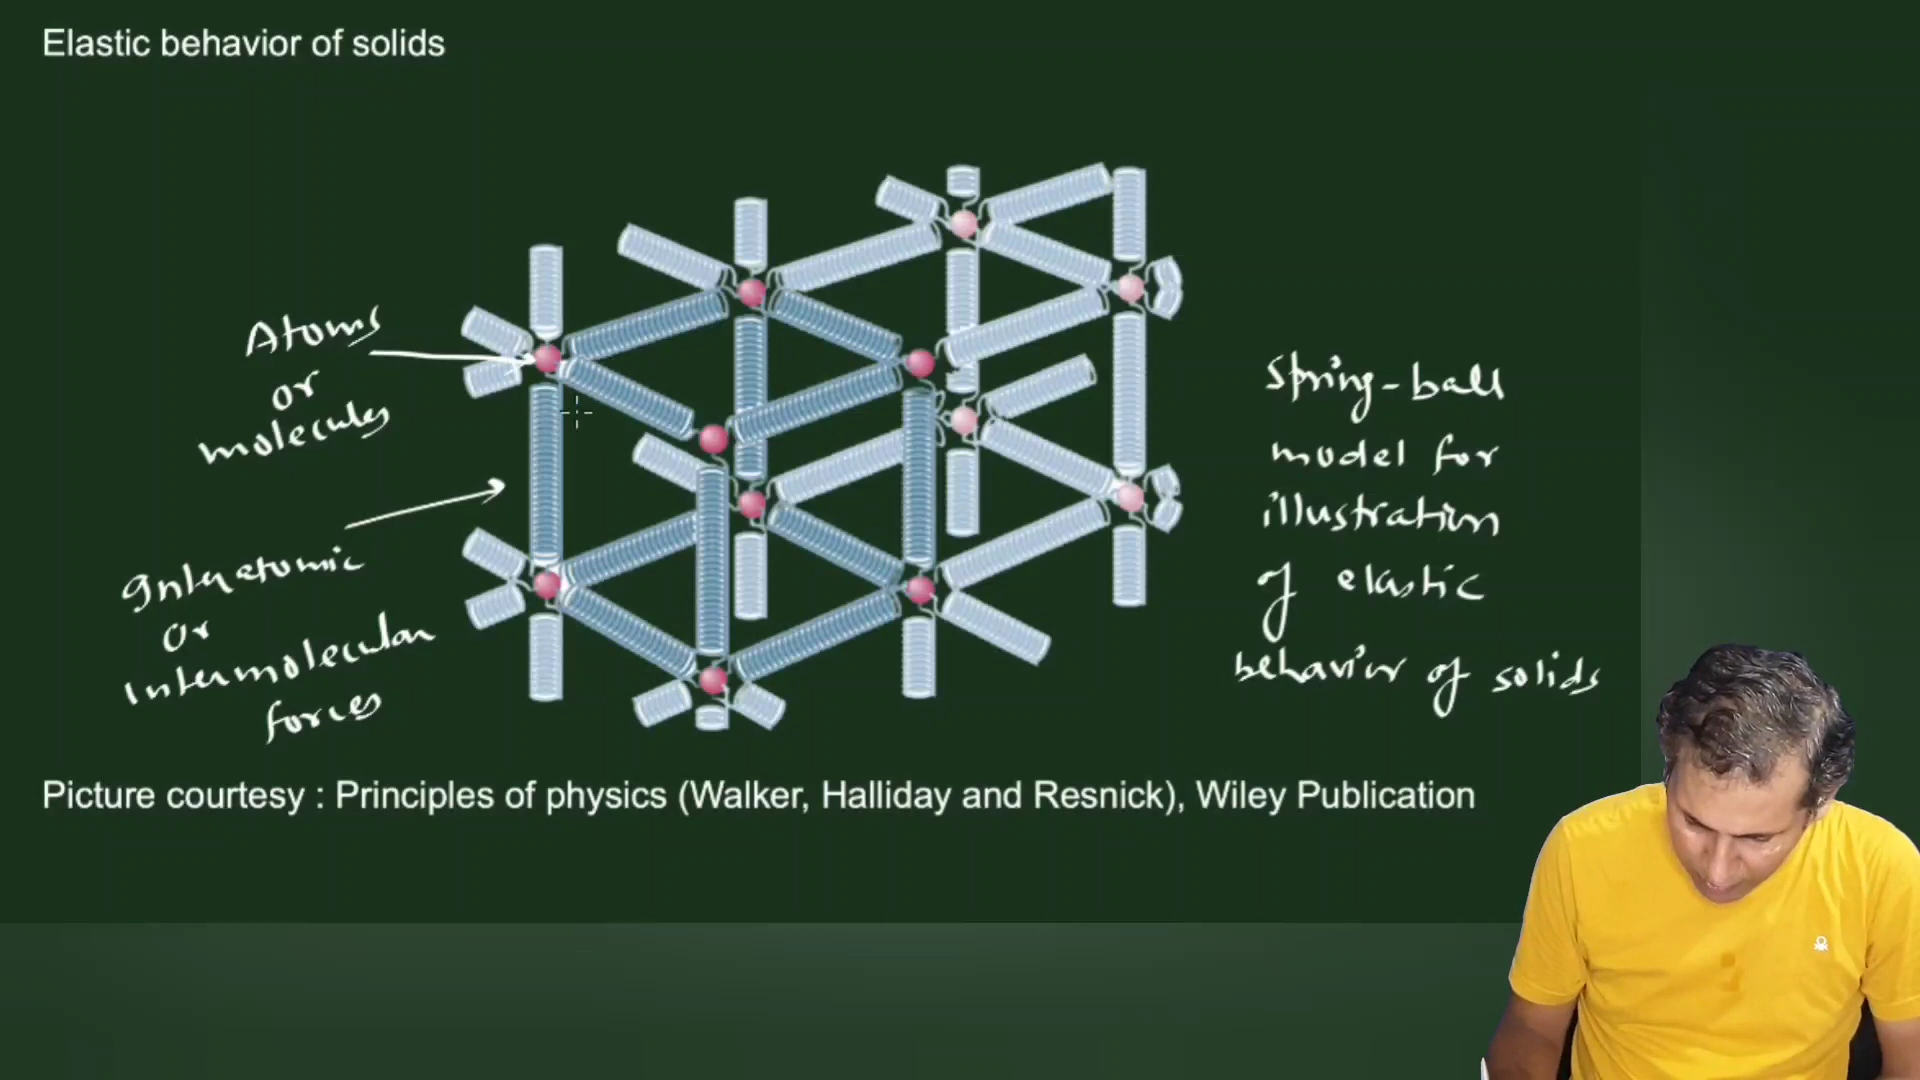 Elastic behavior of solids
Atoms
or
molecules
Interatomic
or
Intermolecular
forces
Spring-ball
model for
illustration
of elastic
behavior of solids
Picture courtesy : Principles of physics (Walker, Halliday and Resnick), Wiley Publication